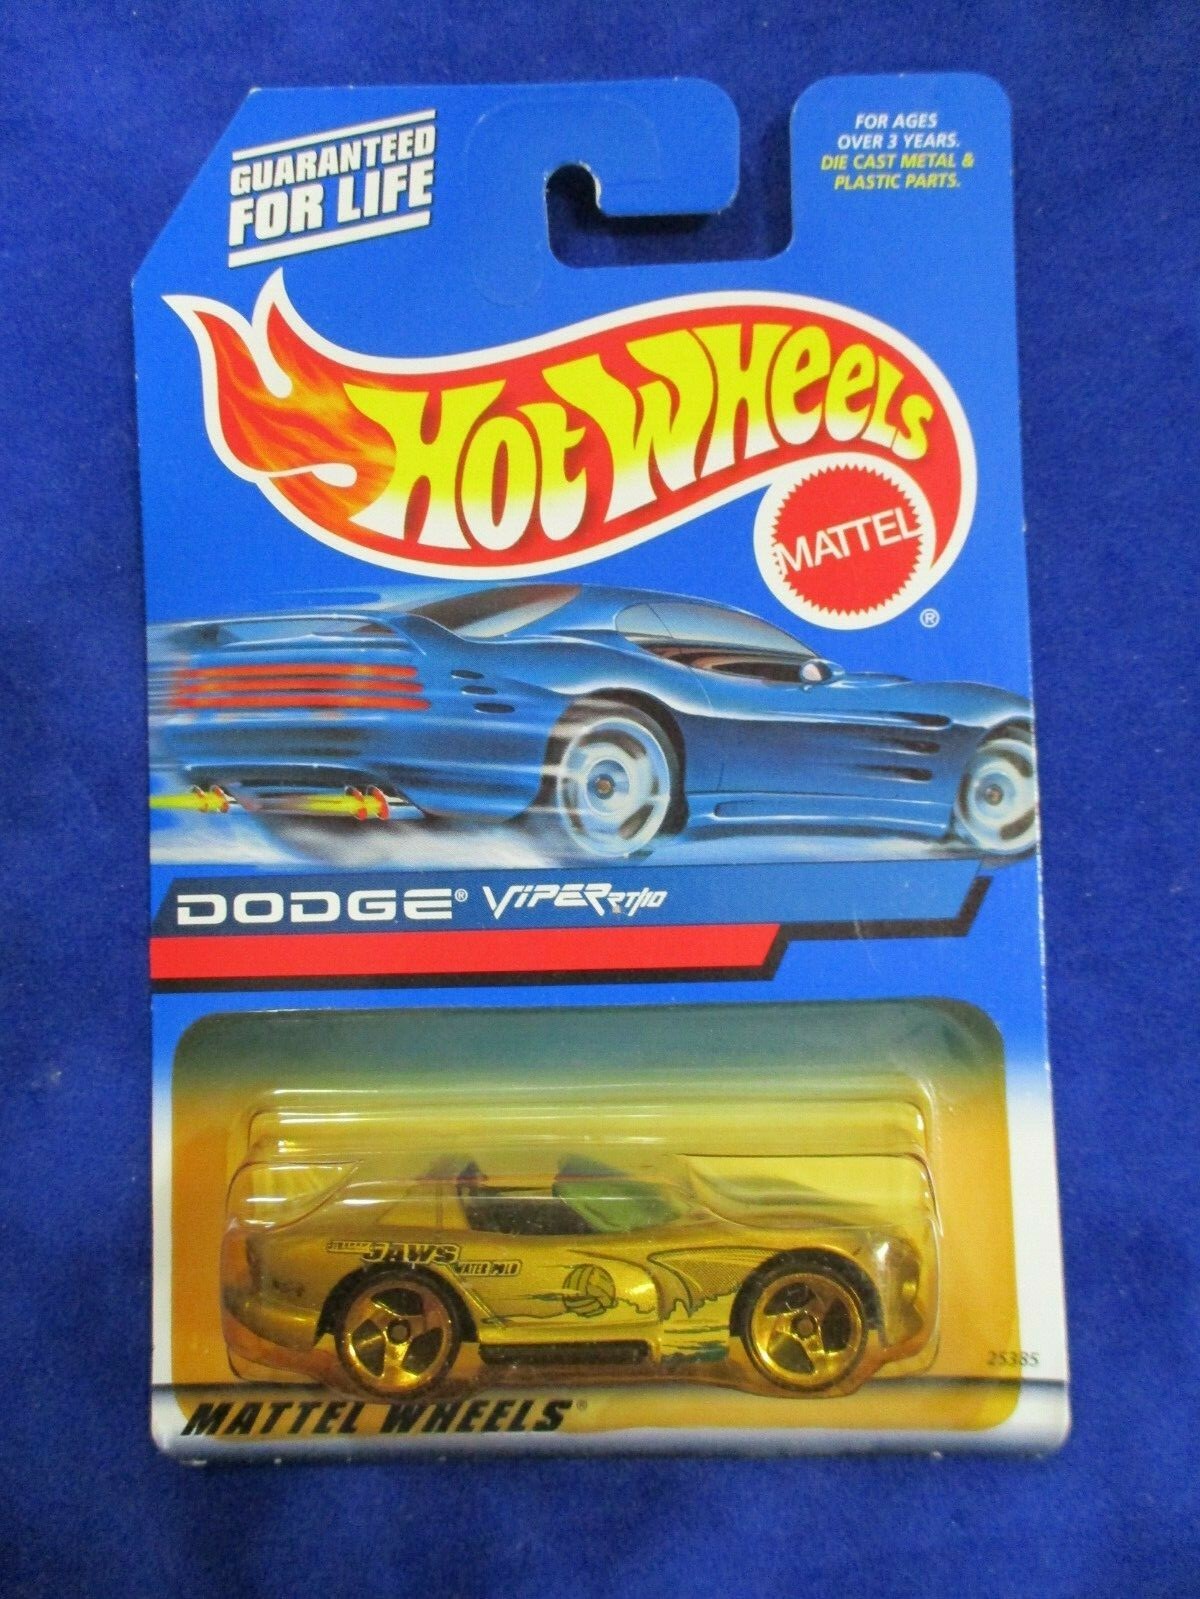 GUARANTEED
FOR LIFE
FOR AGES
OVER 3 YEARS.
DIE CAST METAL &
PLASTIC PARTS.
HOT WHEELS
MATTEL
®
DODGE® VIPER RT/10
JAWS
WATER POLO
25385
MATTEL WHEELS®